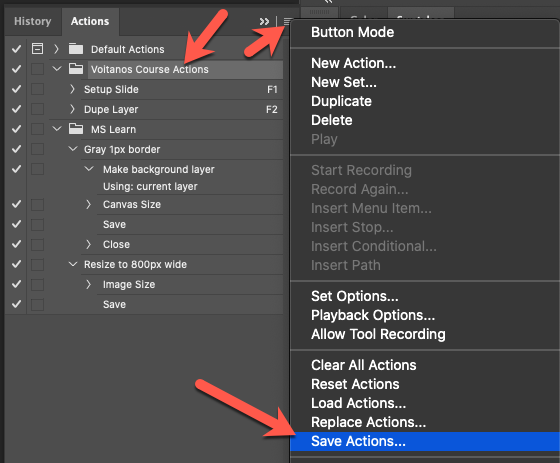 History
Actions
Default Actions
Voltanos Course Actions
Setup Slide F1
Dupe Layer F2
MS Learn
Gray 1px border
Make background layer
Using: current layer
Canvas Size
Save
Close
Resize to 800px wide
Image Size
Save
Button Mode
New Action...
New Set...
Duplicate
Delete
Play
Start Recording
Record Again...
Insert Menu Item...
Insert Stop...
Insert Conditional...
Insert Path
Set Options...
Playback Options...
Allow Tool Recording
Clear All Actions
Reset Actions
Load Actions...
Replace Actions...
Save Actions...